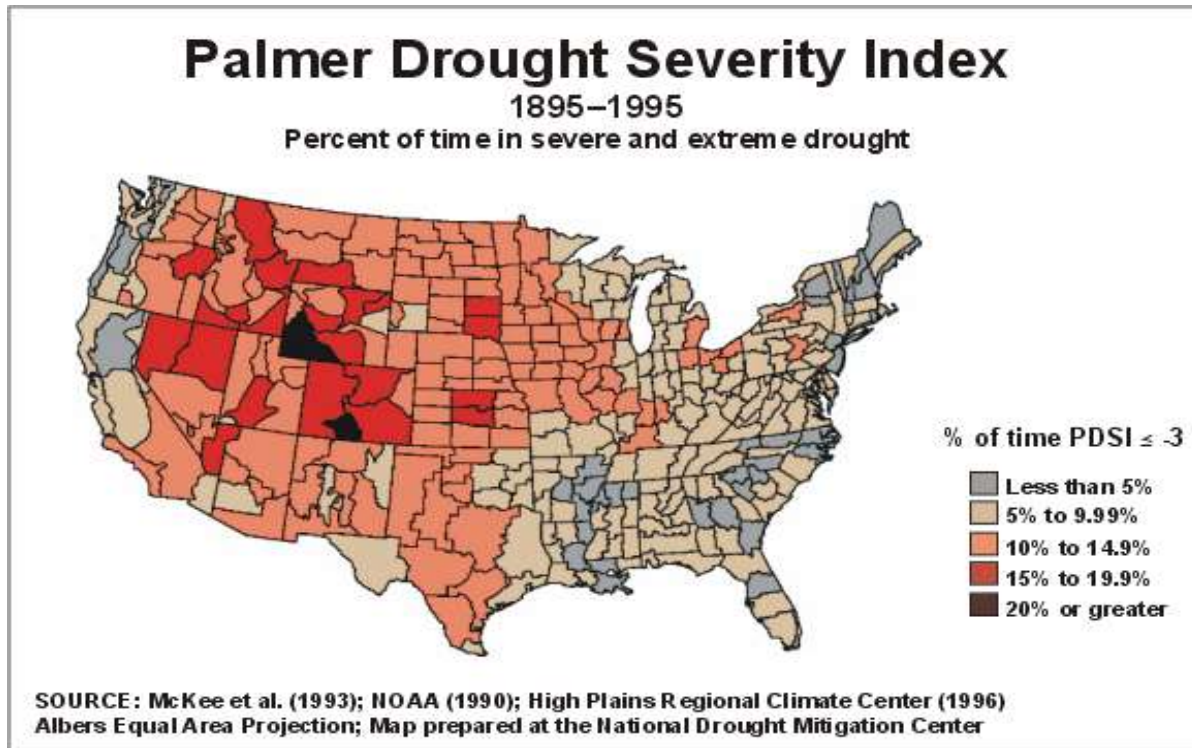 Palmer Drought Severity Index
1895–1995
Percent of time in severe and extreme drought
% of time PDSI ≤ -3
Less than 5%
5% to 9.99%
10% to 14.9%
15% to 19.9%
20% or greater
SOURCE: McKee et al. (1993); NOAA (1990); High Plains Regional Climate Center (1996)
Albers Equal Area Projection; Map prepared at the National Drought Mitigation Center